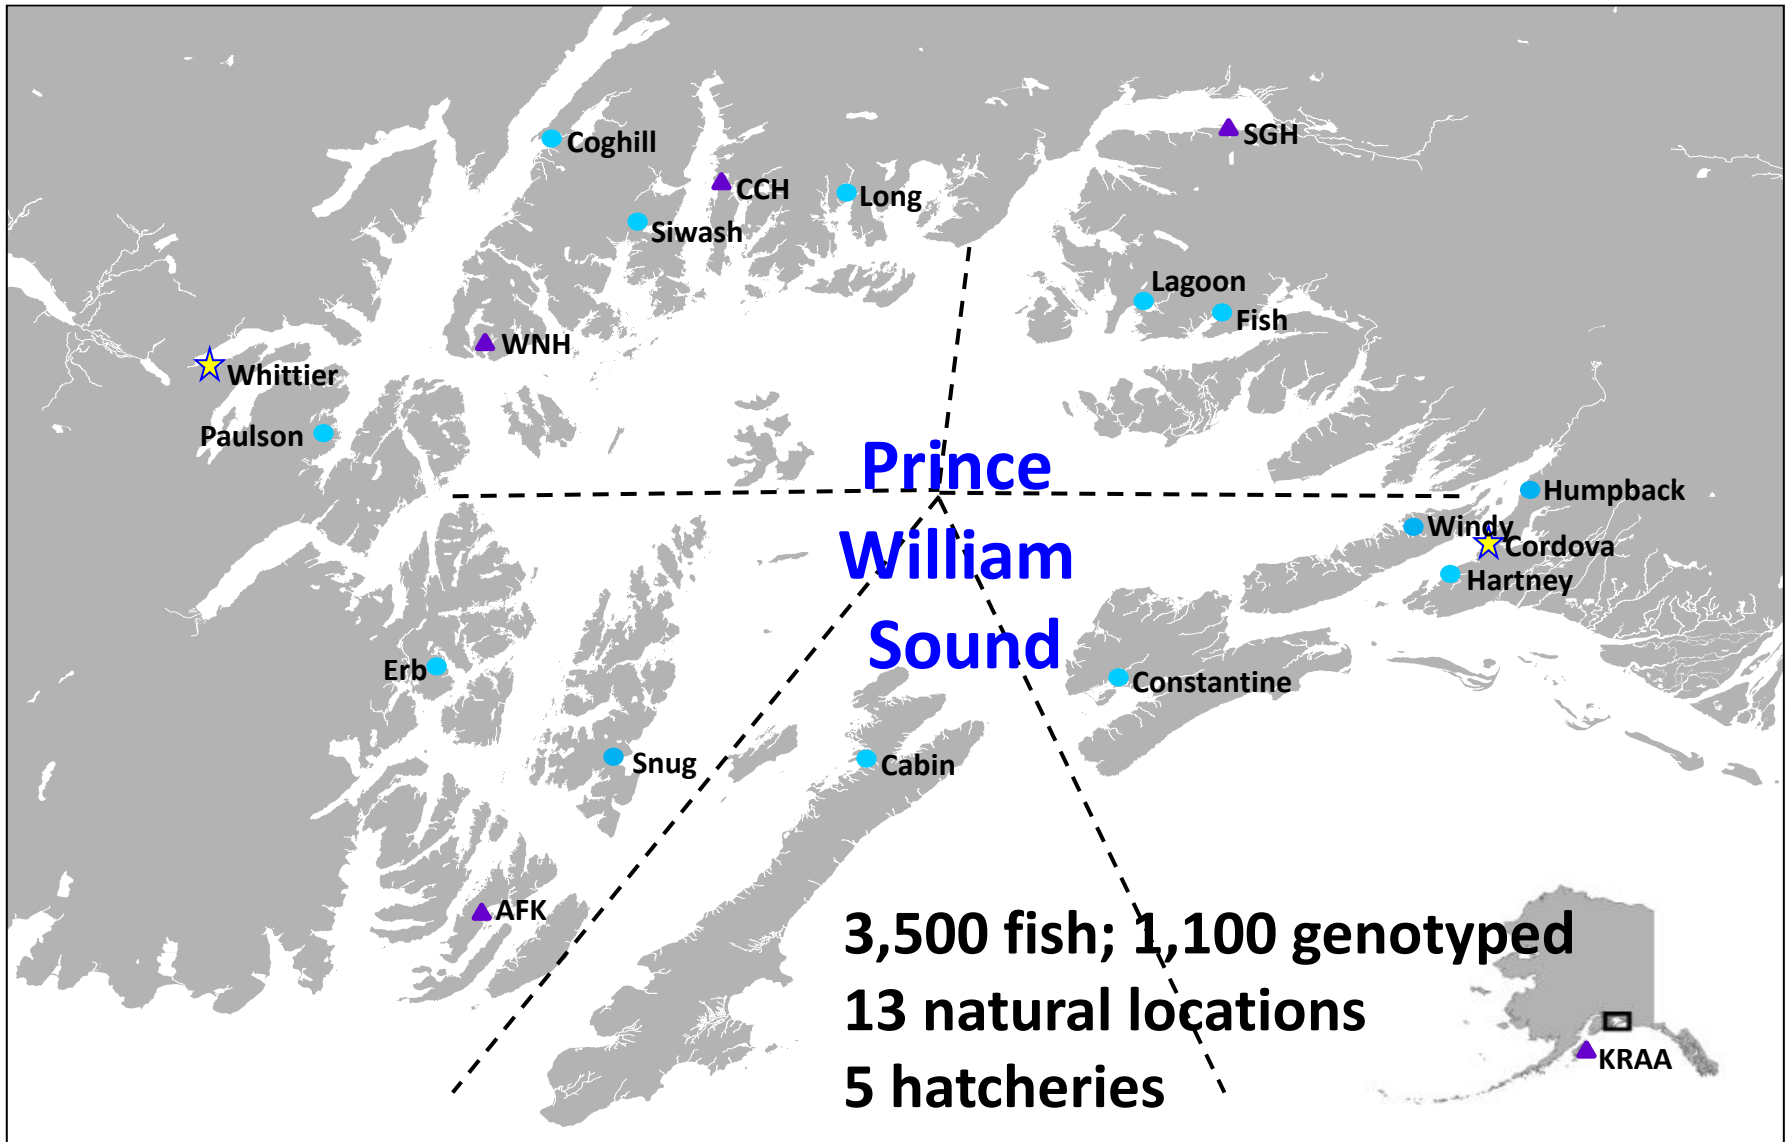 Coghill
SGH
CCH
Long
Siwash
Lagoon
Fish
WNH
Whittier
Paulson
Prince
William
Sound
Humpback
Windy
Cordova
Hartney
Erb
Constantine
Snug
Cabin
AFK
3,500 fish; 1,100 genotyped
13 natural locations
5 hatcheries
KRAA